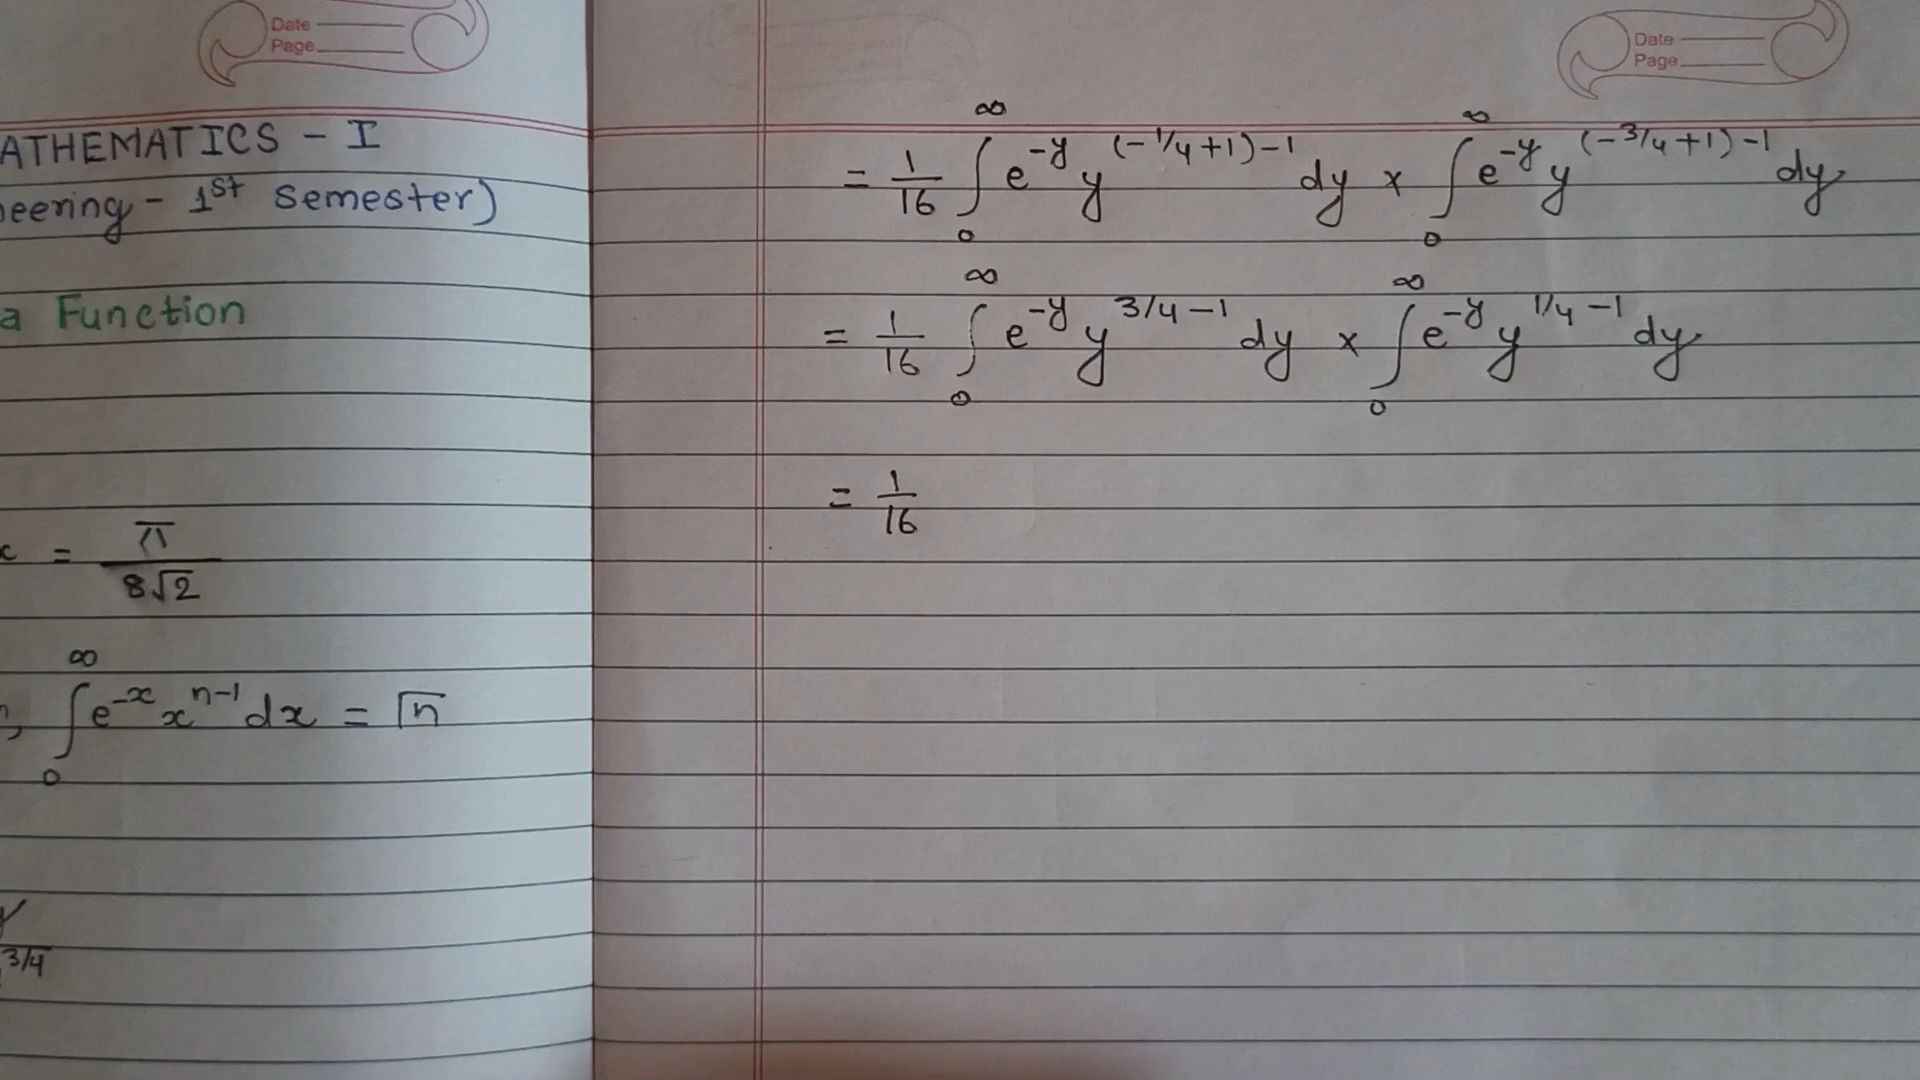 Date
Page
ATHEMATICS - I
eering - 1st Semester)
a Function
x = π/8√2
∞∫0 e^-x x^n-1 dx = √n
3/4
Date
Page
= 1/16 ∞∫0 e^-y y^(-1/4+1)-1 dy x ∞∫0 e^-y y^(-3/4+1)-1 dy
= 1/16 ∞∫0 e^-y y^3/4-1 dy x ∞∫0 e^-y y^1/4-1 dy
= 1/16